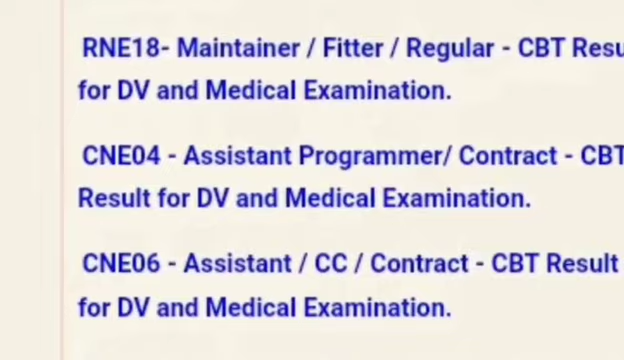 RNE18- Maintainer / Fitter / Regular - CBT
for DV and Medical Examination.
CNE04 - Assistant Programmer/ Contract - CBT
Result for DV and Medical Examination.
CNE06 - Assistant / CC / Contract - CBT Result
for DV and Medical Examination.